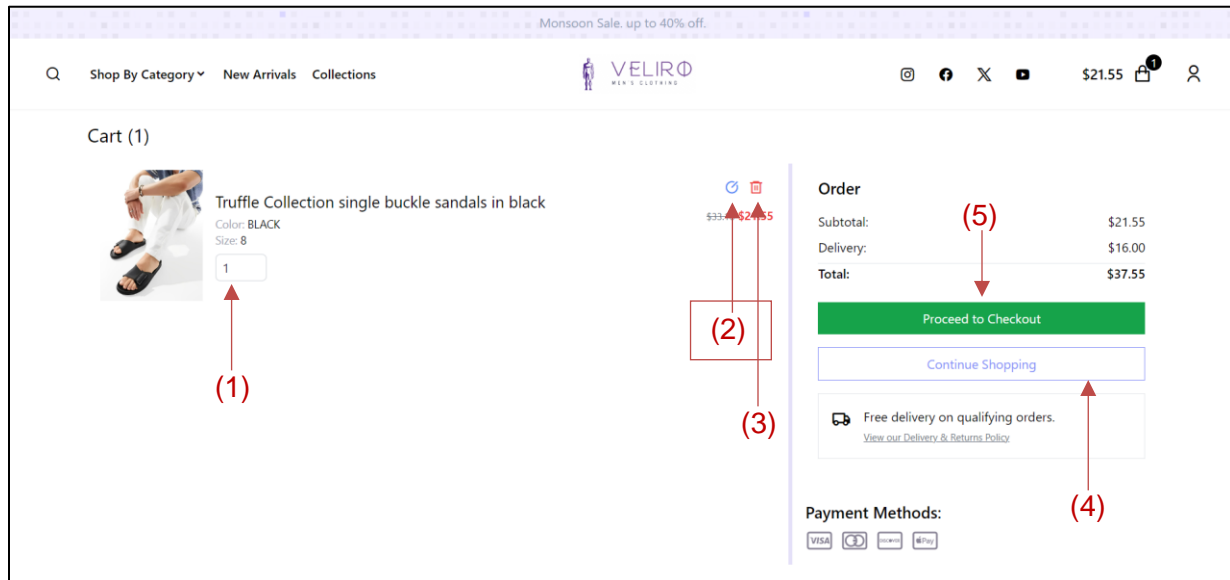 Monsoon Sale. up to 40% off.
Shop By Category New Arrivals Collections
VELIRO
MEN'S CLOTHING
$21.55 1
Cart (1)
Truffle Collection single buckle sandals in black
Color: BLACK
Size: 8
1
(1)
(2)
(3)
Order
(5)
Subtotal: $21.55
Delivery: $16.00
Total: $37.55
Proceed to Checkout
Continue Shopping
Free delivery on qualifying orders.
View our Delivery & Returns Policy
(4)
Payment Methods:
VISA Pay